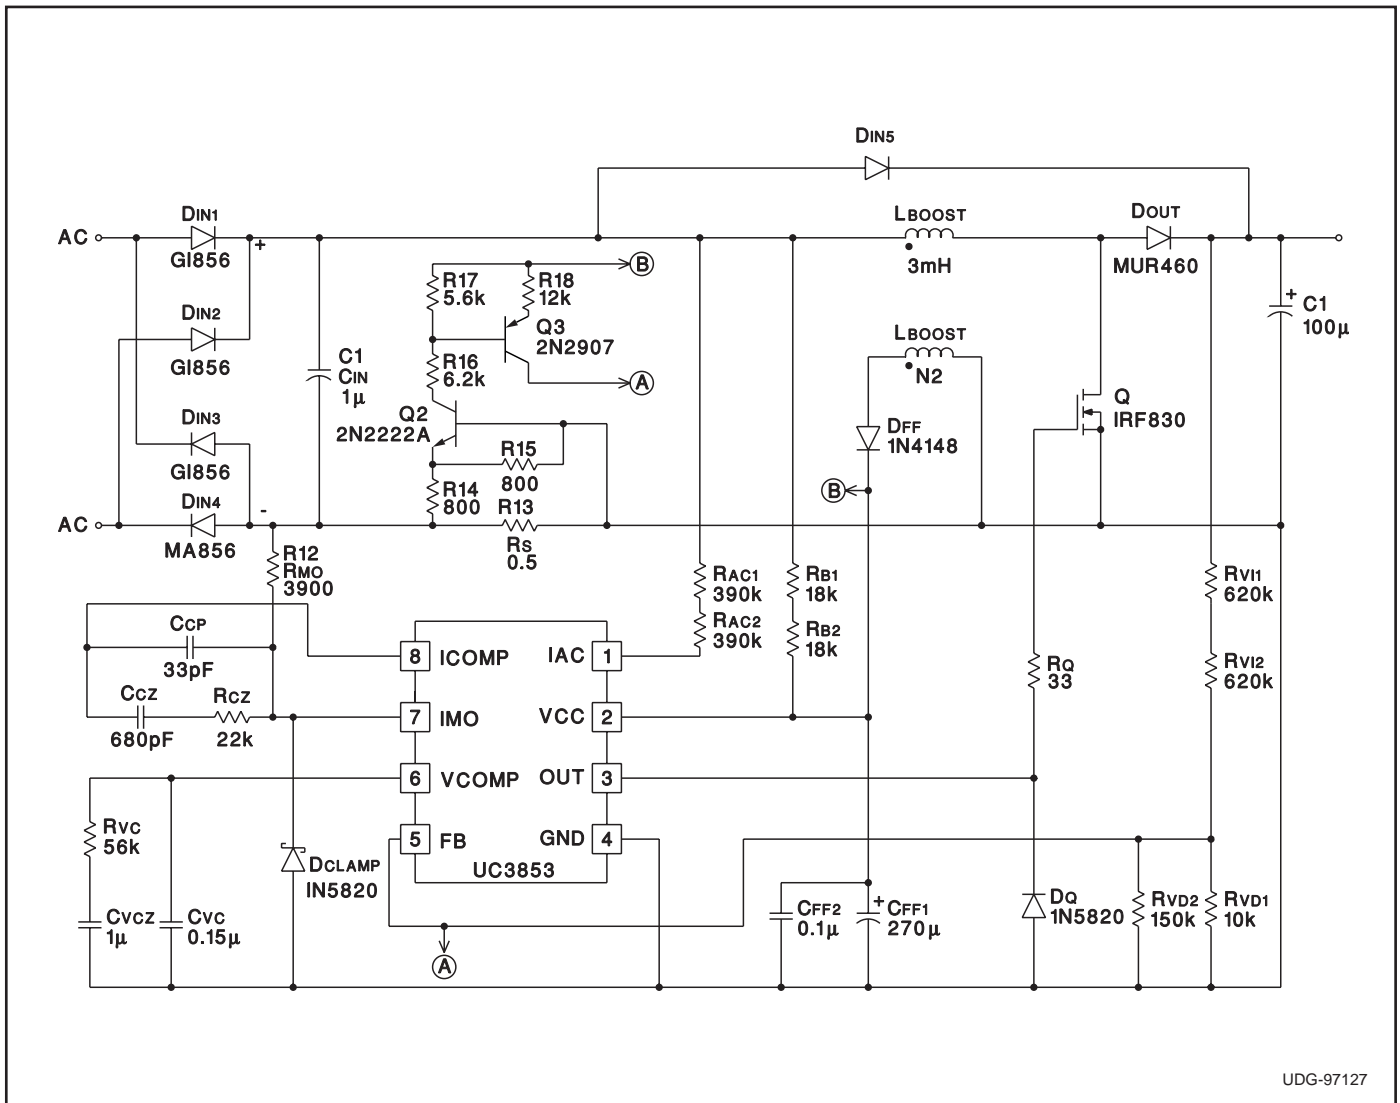 DIN5
DIN1
AC
+
GI856
LBOOST
3mH
DOUT
MUR460
R17
5.6k
R18
12k
B
+
C1
100µ
DIN2
GI856
C1
CIN
1µ
Q3
2N2907
R16
6.2k
A
LBOOST
N2
Q
IRF830
DIN3
GI856
Q2
2N2222A
R15
800
DFF
1N4148
B
DIN4
AC
-
MA856
R14
800
R13
RS
0.5
R12
RMO
3900
RAC1
390k
RAC2
390k
RB1
18k
RB2
18k
RVI1
620k
RVI2
620k
RQ
33
CCP
33pF
CCZ
680pF
RCZ
22k
8 ICOMP
IAC 1
7 IMO
VCC 2
6 VCOMP
OUT 3
5 FB
GND 4
UC3853
RVC
56k
CVCZ
1µ
CVC
0.15µ
DCLAMP
IN5820
A
CFF2
0.1µ
+
CFF1
270µ
DQ
1N5820
RVD2
150k
RVD1
10k
UDG-97127